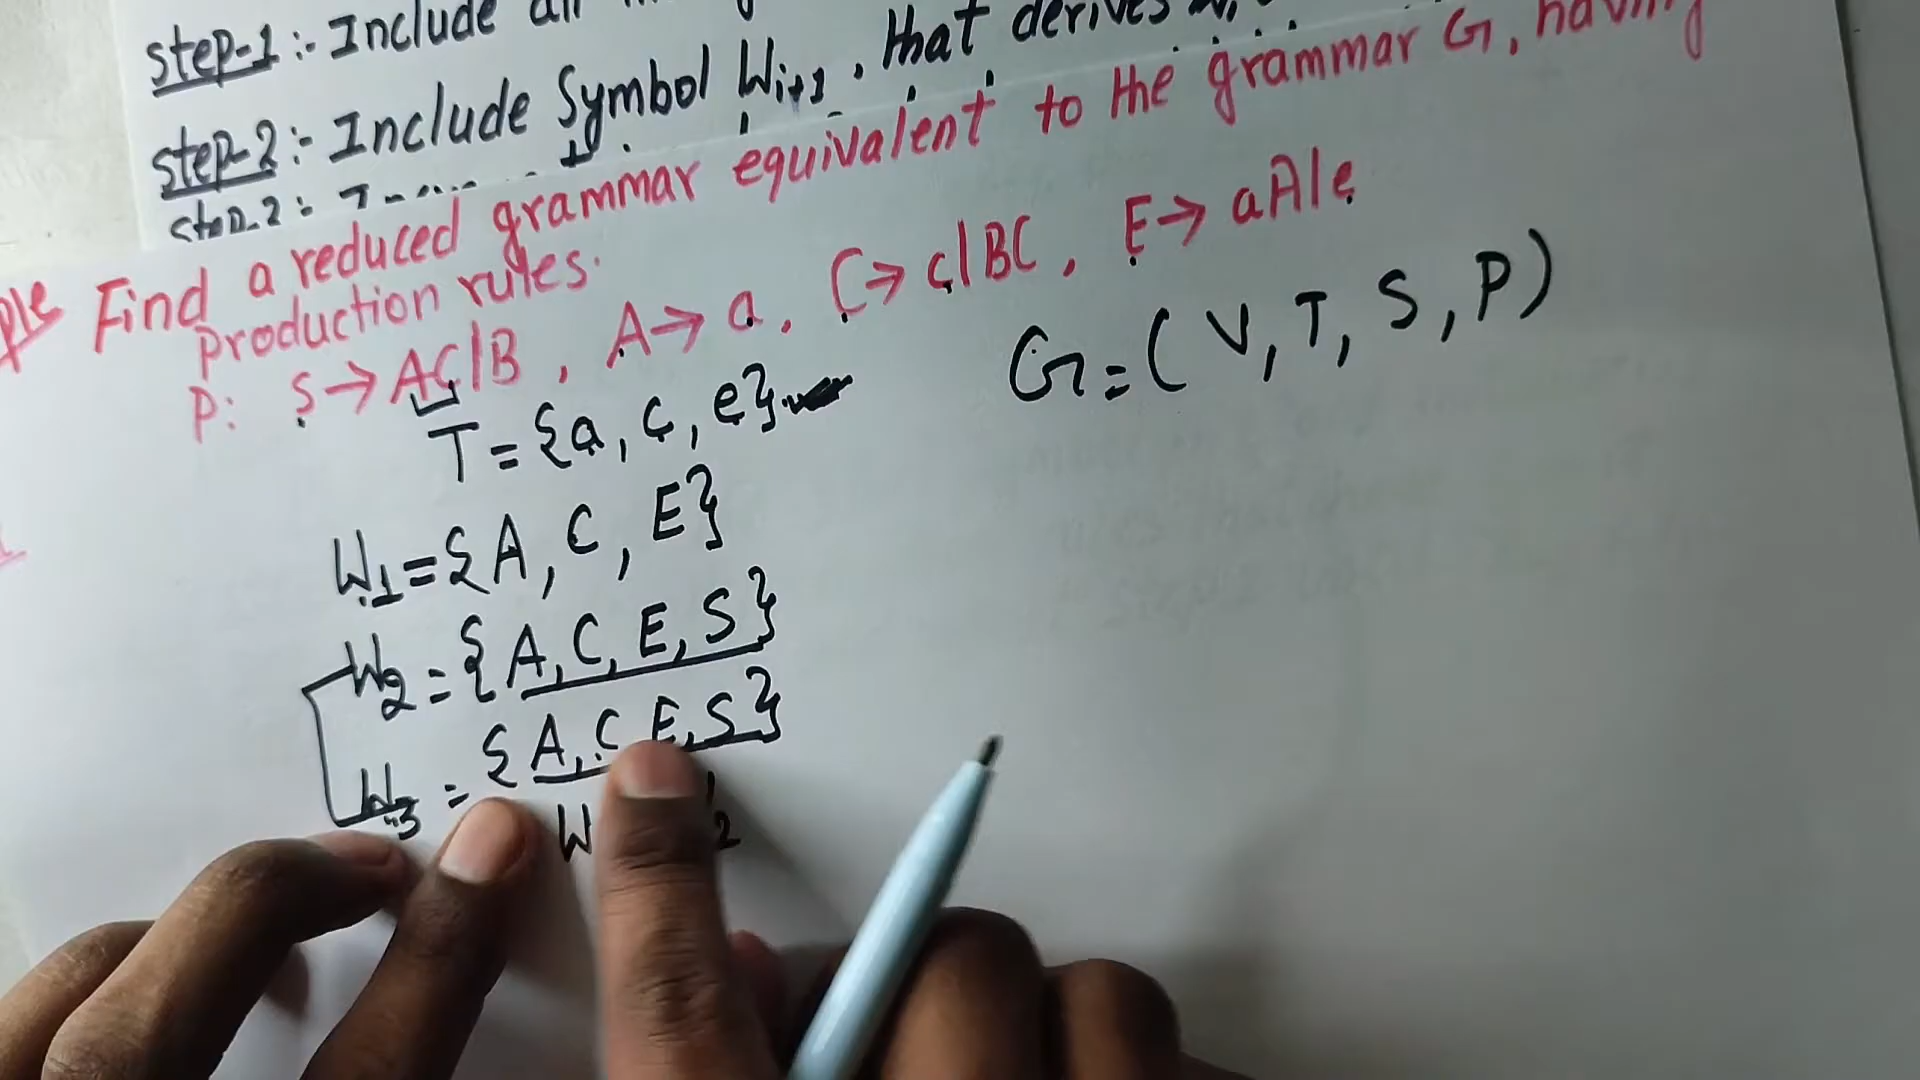 step-1:- Include all
step-2:- Include Symbol Wi+1, that derives
Find a reduced grammar equivalent to the grammar G, having
production rules.
P: S→AC|B, A→a, C→c|BC, E→aA|e
T={a, c, e}
G=(V, T, S, P)
W1={A, C, E}
W2={A, C, E, S}
W3={A, C, E, S}